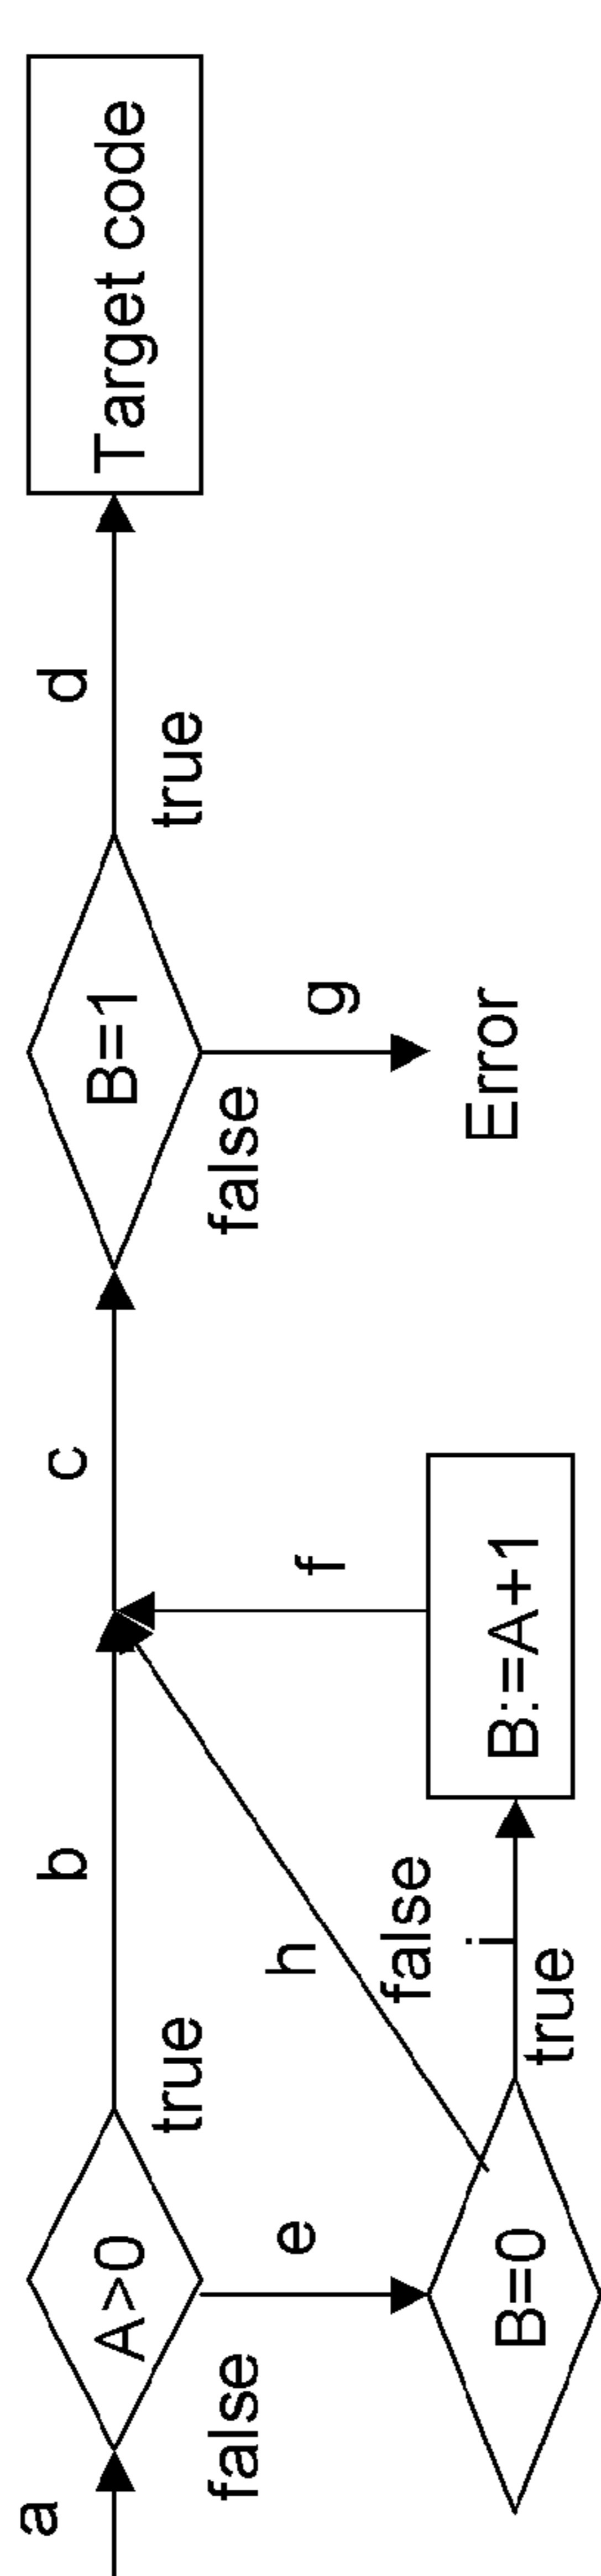 a
A>0
true
false
b
c
B=1
true
false
d
Target code
e
h
f
g
Error
B=0
false
true
i
B:=A+1